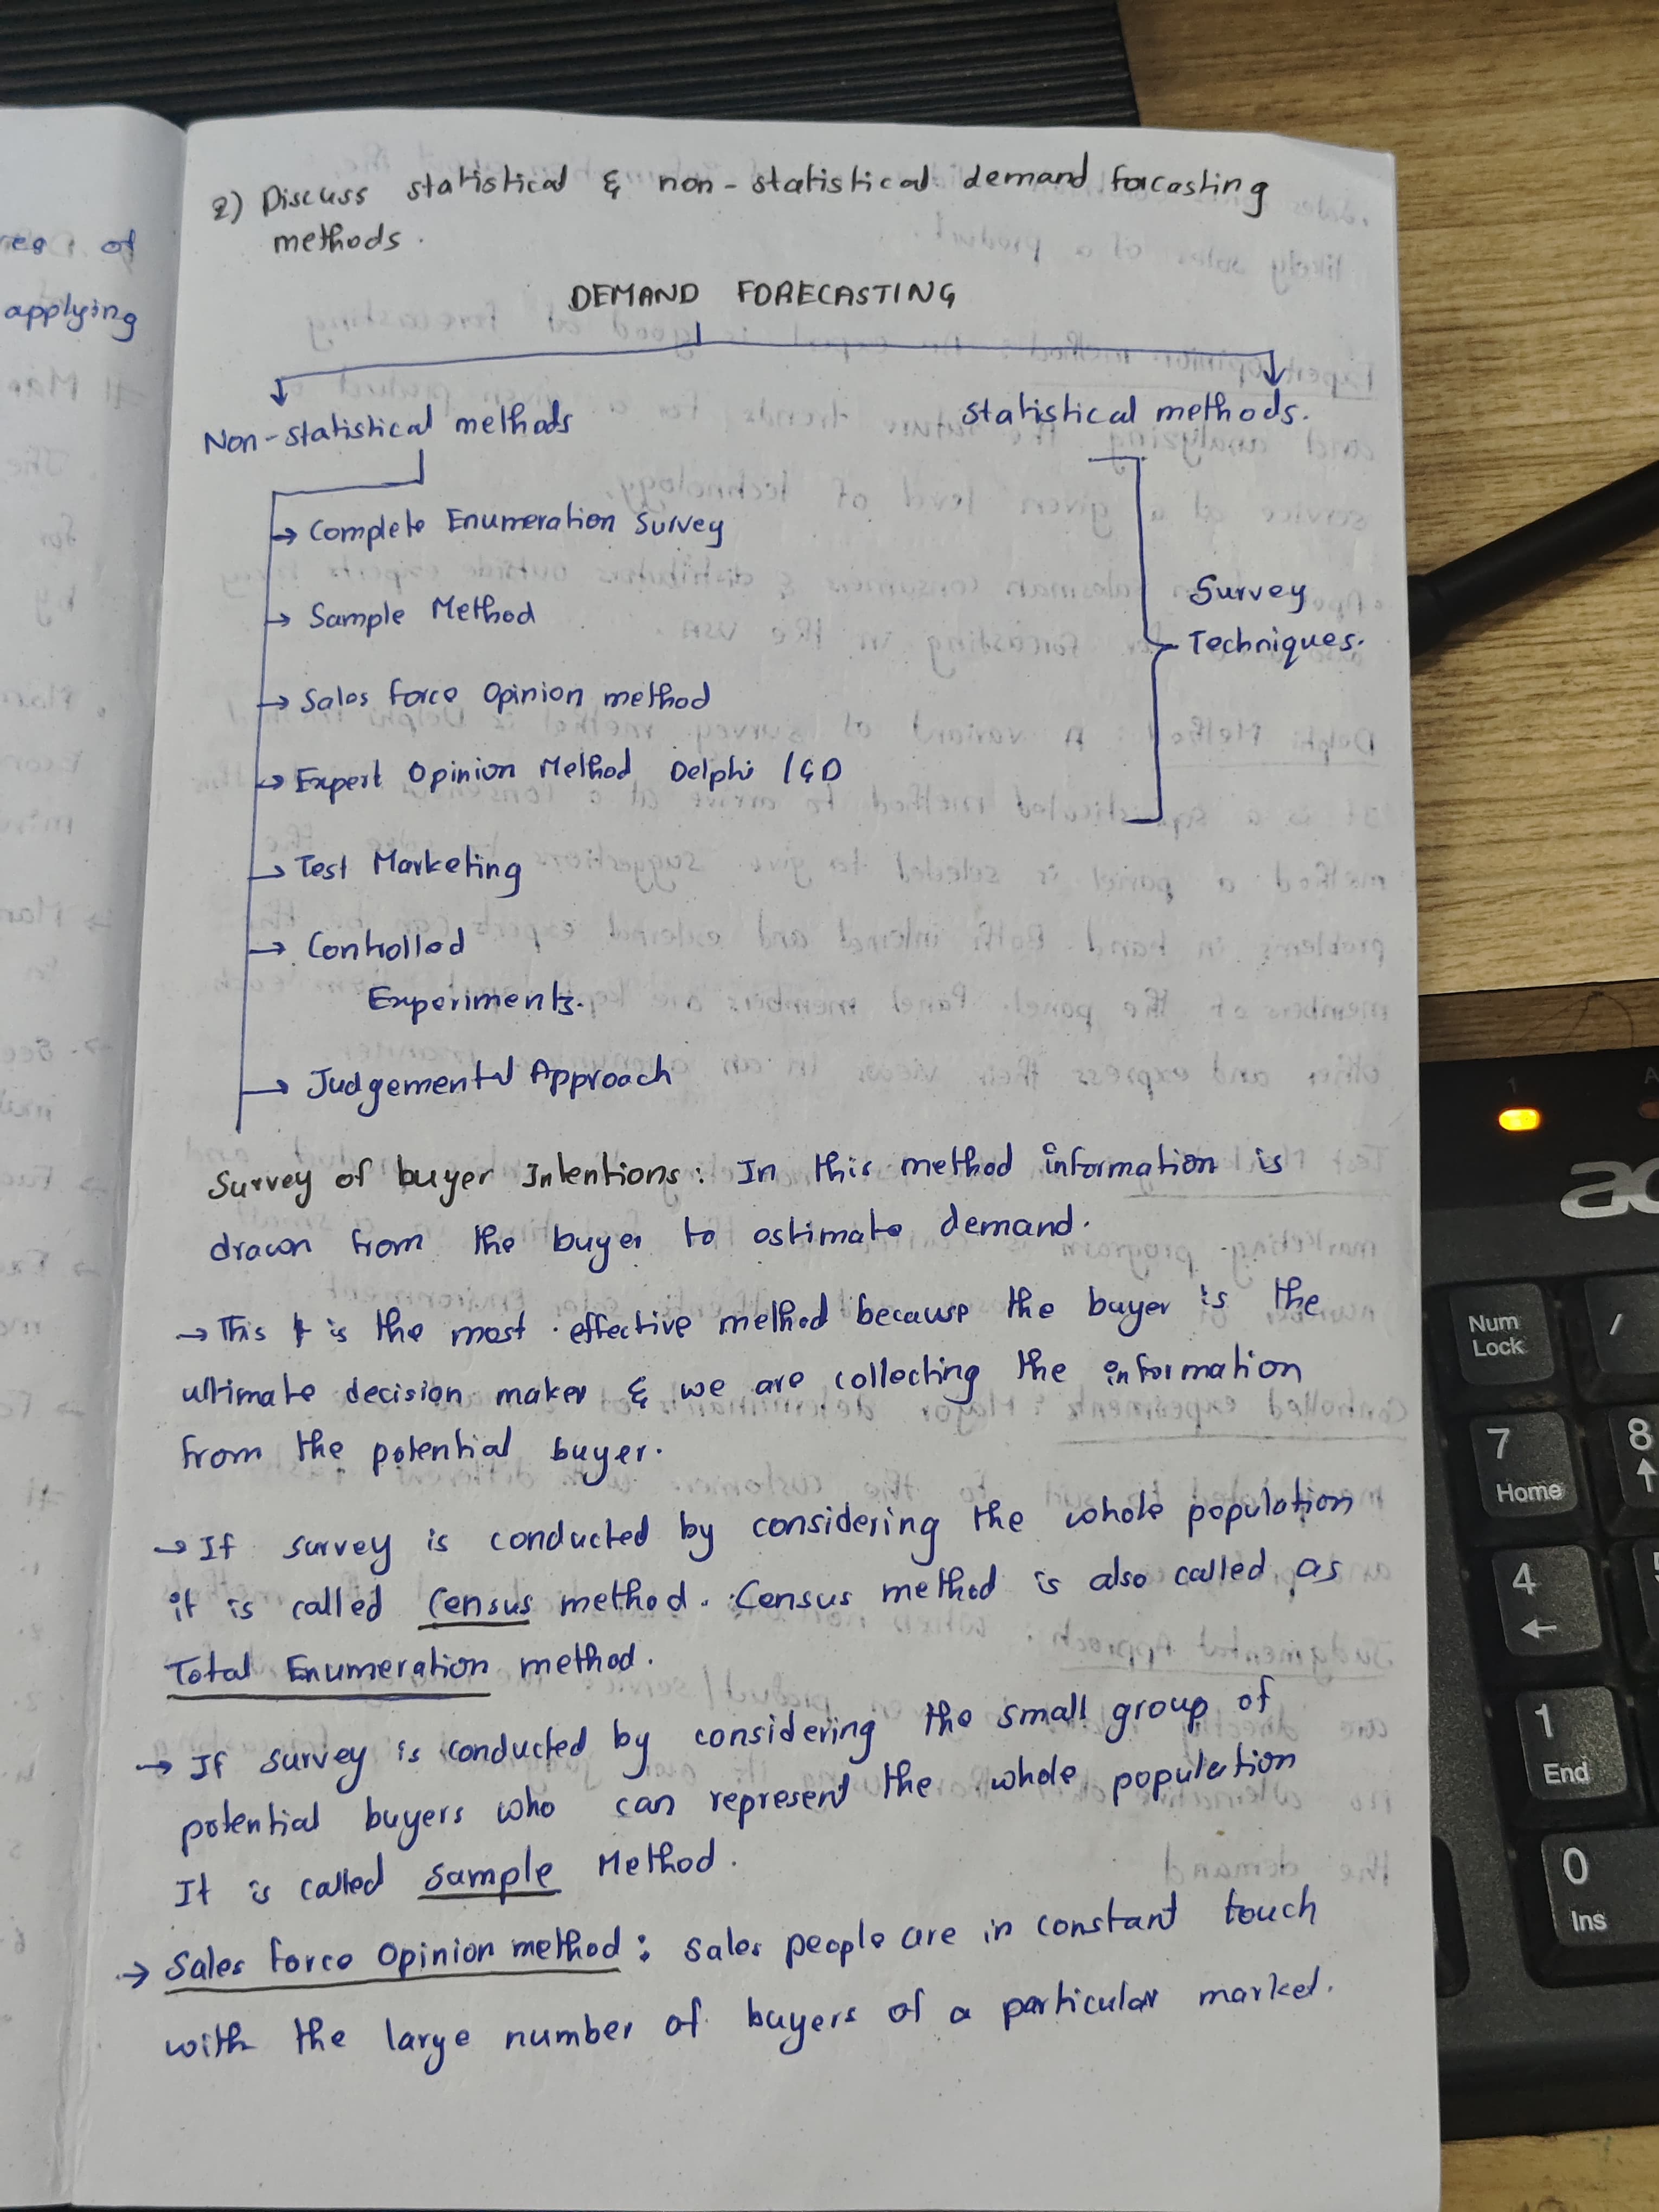 2) Discuss statistical & non-statistical demand forcasting
methods.
DEMAND FORECASTING
Non-statistical methods
statistical methods.
→ Complete Enumeration Survey
→ Sample Method
→ Sales force Opinion method
→ Expert Opinion Method Delphi /GD
→ Test Marketing
→ Controlled
Experiments.
→ Judgemental Approach
Survey
Techniques.
Survey of buyer Intentions: In this method information is
drawn from the buyer to estimate demand.
→ This is the most effective method because the buyer is the
ultimate decision maker & we are collecting the information
from the potential buyer.
→ If survey is conducted by considering the whole population
it is called Census method. Census method is also called as
Total Enumeration method.
→ If survey is conducted by considering the small group of
potential buyers who can represent the whole population
It is called Sample Method.
→ Sales force Opinion method: Sales people are in constant touch
with the large number of buyers of a particular market.
of
applying
1
ac
Num
Lock
/
7
Home
8
↑
4
←
1
End
0
Ins